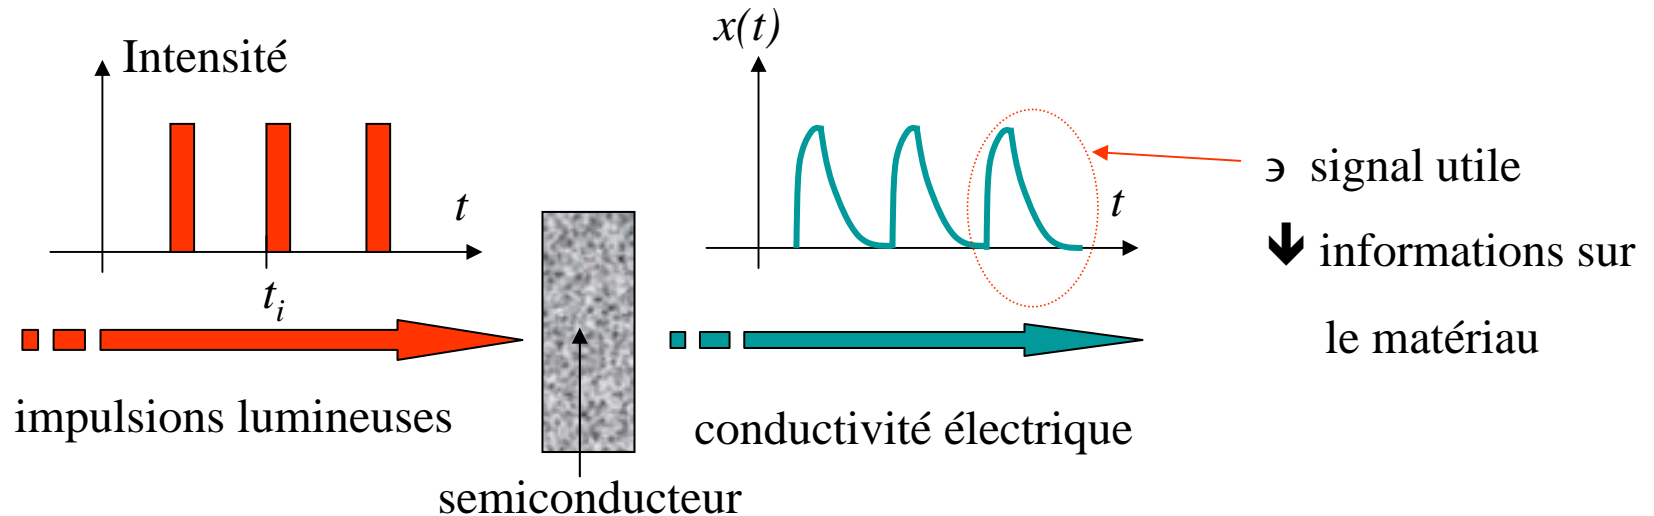 Intensité
t
t_i
impulsions lumineuses
semiconducteur
x(t)
t
conductivité électrique
϶ signal utile
🡻 informations sur
le matériau